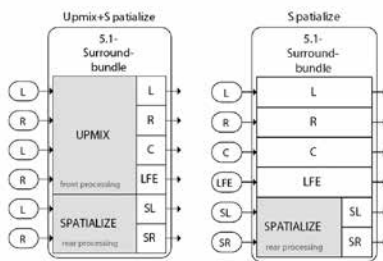 Upmix+Spatialize
5.1-
Surround-
bundle
L
R
L
R
L
R
UPMIX
front processing
SPATIALIZE
rear processing
L
R
C
LFE
SL
SR
Spatialize
5.1-
Surround-
bundle
L
R
C
LFE
SL
SR
L
R
C
LFE
SPATIALIZE
rear processing
SL
SR